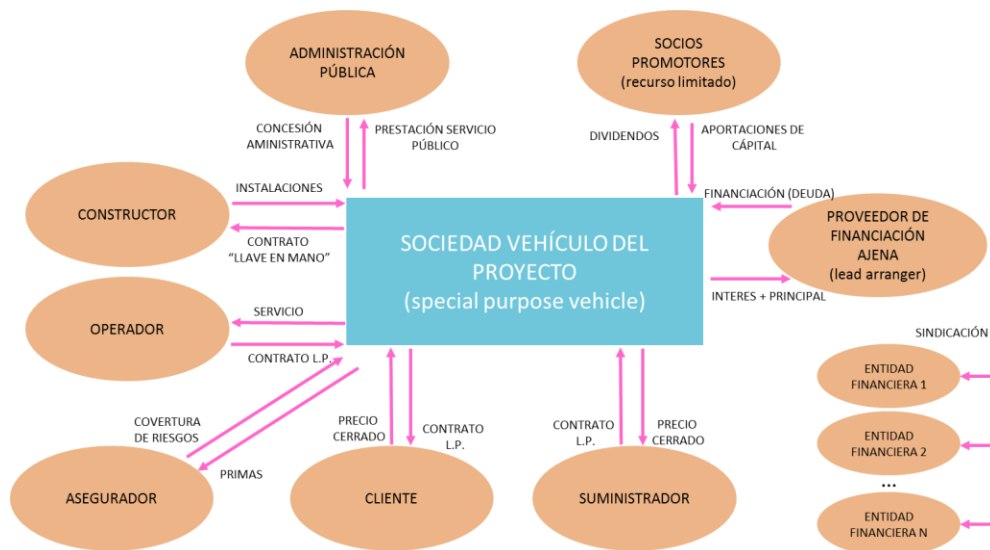 ADMINISTRACIÓN
PÚBLICA
SOCIOS
PROMOTORES
(recurso limitado)
CONCESIÓN
AMINISTRATIVA
PRESTACIÓN SERVICIO
PÚBLICO
DIVIDENDOS
APORTACIONES DE
CÁPITAL
CONSTRUCTOR
INSTALACIONES
CONTRATO
“LLAVE EN MANO”
SOCIEDAD VEHÍCULO DEL
PROYECTO
(special purpose vehicle)
FINANCIACIÓN (DEUDA)
PROVEEDOR DE
FINANCIACIÓN
AJENA
(lead arranger)
INTERES + PRINCIPAL
OPERADOR
SERVICIO
CONTRATO L.P.
SINDICACIÓN
ENTIDAD
FINANCIERA 1
ENTIDAD
FINANCIERA 2
...
ENTIDAD
FINANCIERA N
COVERTURA
DE RIESGOS
PRIMAS
PRECIO
CERRADO
CONTRATO
L.P.
CONTRATO
L.P.
PRECIO
CERRADO
ASEGURADOR
CLIENTE
SUMINISTRADOR